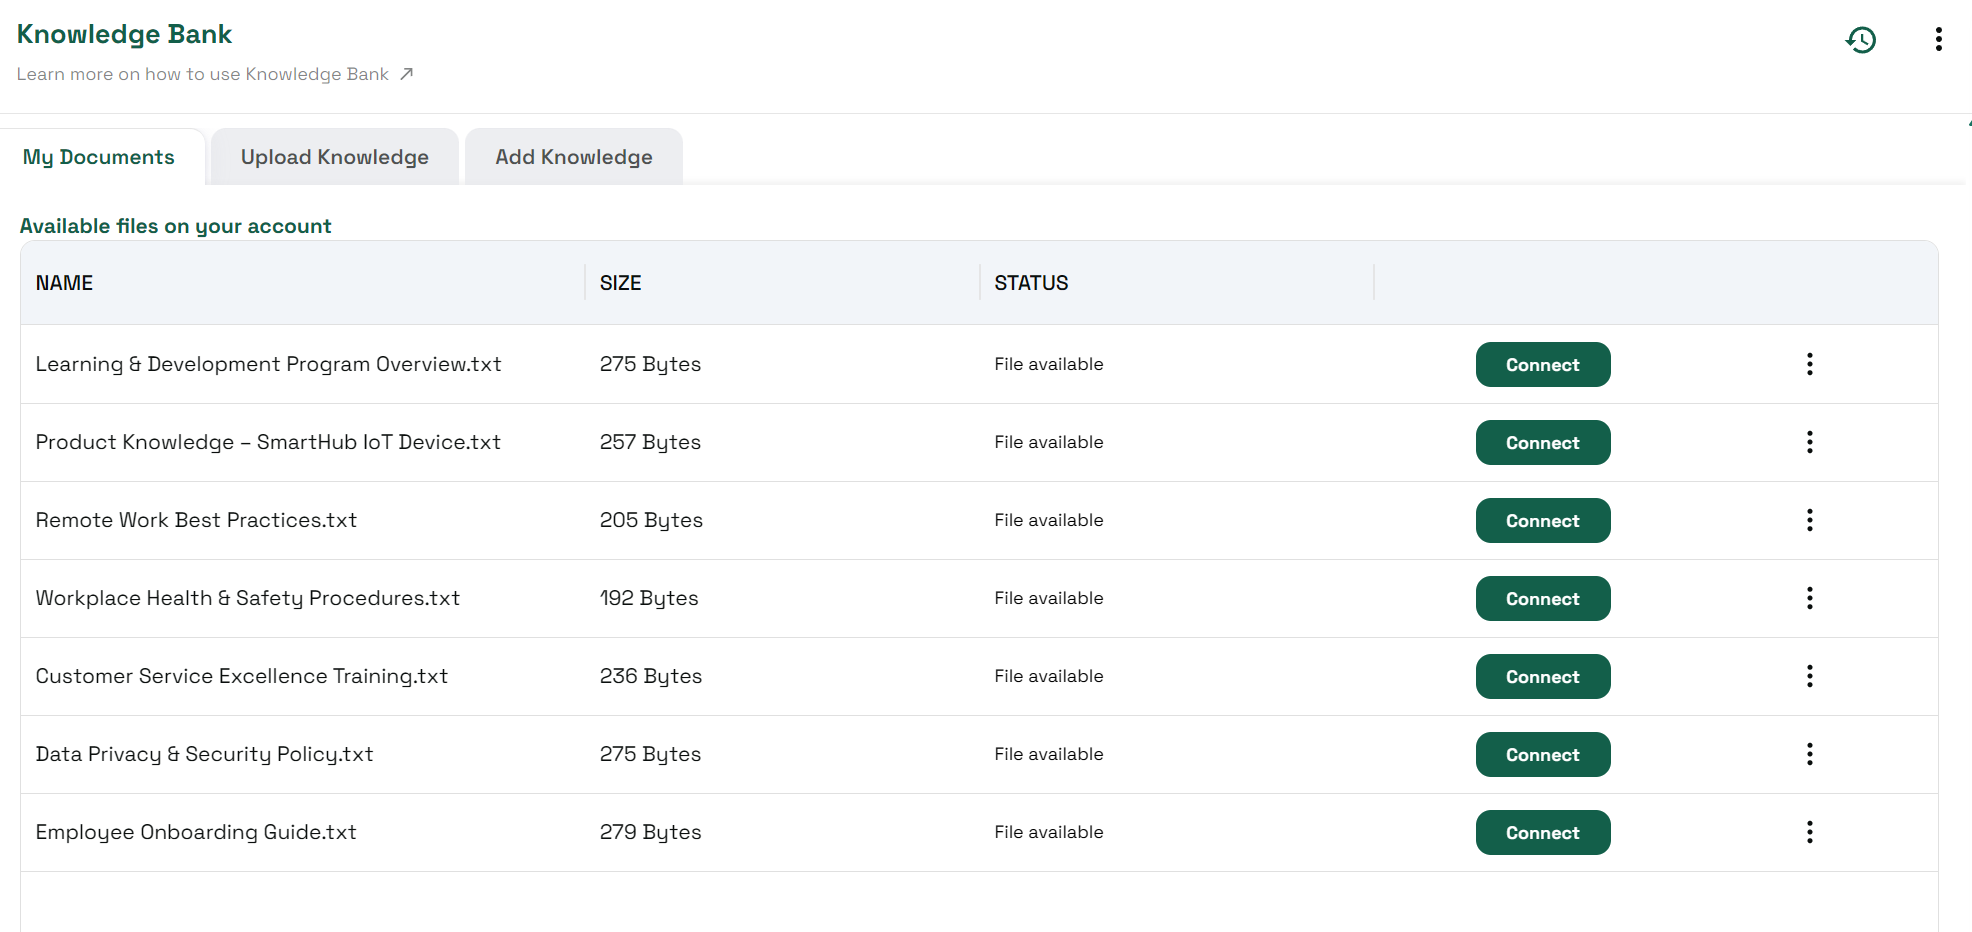 Knowledge Bank
Learn more on how to use Knowledge Bank
My Documents Upload Knowledge Add Knowledge
Available files on your account
NAME SIZE STATUS
Learning & Development Program Overview.txt 275 Bytes File available Connect
Product Knowledge – SmartHub IoT Device.txt 257 Bytes File available Connect
Remote Work Best Practices.txt 205 Bytes File available Connect
Workplace Health & Safety Procedures.txt 192 Bytes File available Connect
Customer Service Excellence Training.txt 236 Bytes File available Connect
Data Privacy & Security Policy.txt 275 Bytes File available Connect
Employee Onboarding Guide.txt 279 Bytes File available Connect